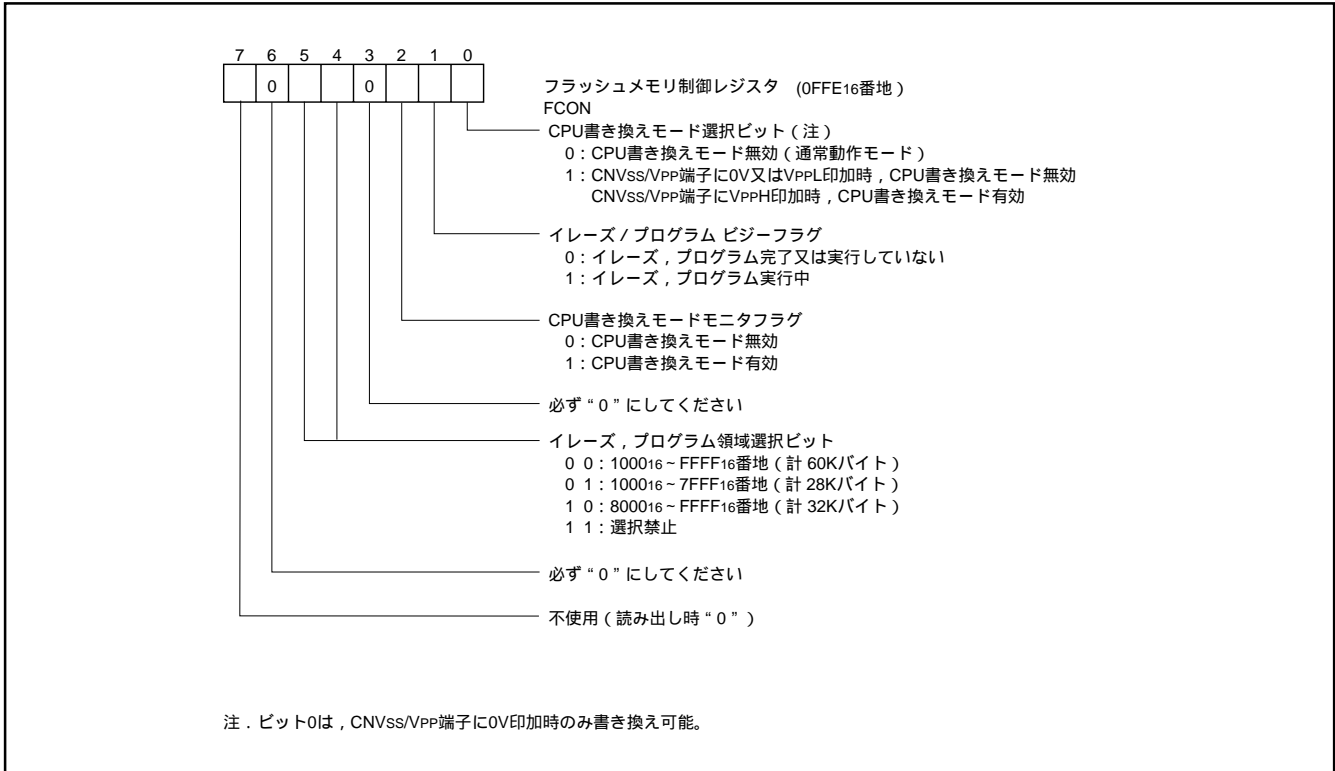 7 6 5 4 3 2 1 0
0 0
フラッシュメモリ制御レジスタ (0FFE16番地)
FCON
CPU書き換えモード選択ビット(注)
0:CPU書き換えモード無効(通常動作モード)
1:CNVSS/VPP端子に0V又はVPPL印加時,CPU書き換えモード無効
CNVSS/VPP端子にVPPH印加時,CPU書き換えモード有効
イレーズ/プログラム ビジーフラグ
0:イレーズ,プログラム完了又は実行していない
1:イレーズ,プログラム実行中
CPU書き換えモードモニタフラグ
0:CPU書き換えモード無効
1:CPU書き換えモード有効
必ず“0”にしてください
イレーズ,プログラム領域選択ビット
0 0:100016~FFFF16番地(計 60Kバイト)
0 1:100016~7FFF16番地(計 28Kバイト)
1 0:800016~FFFF16番地(計 32Kバイト)
1 1:選択禁止
必ず“0”にしてください
不使用(読み出し時“0”)
注.ビット0は,CNVSS/VPP端子に0V印加時のみ書き換え可能。